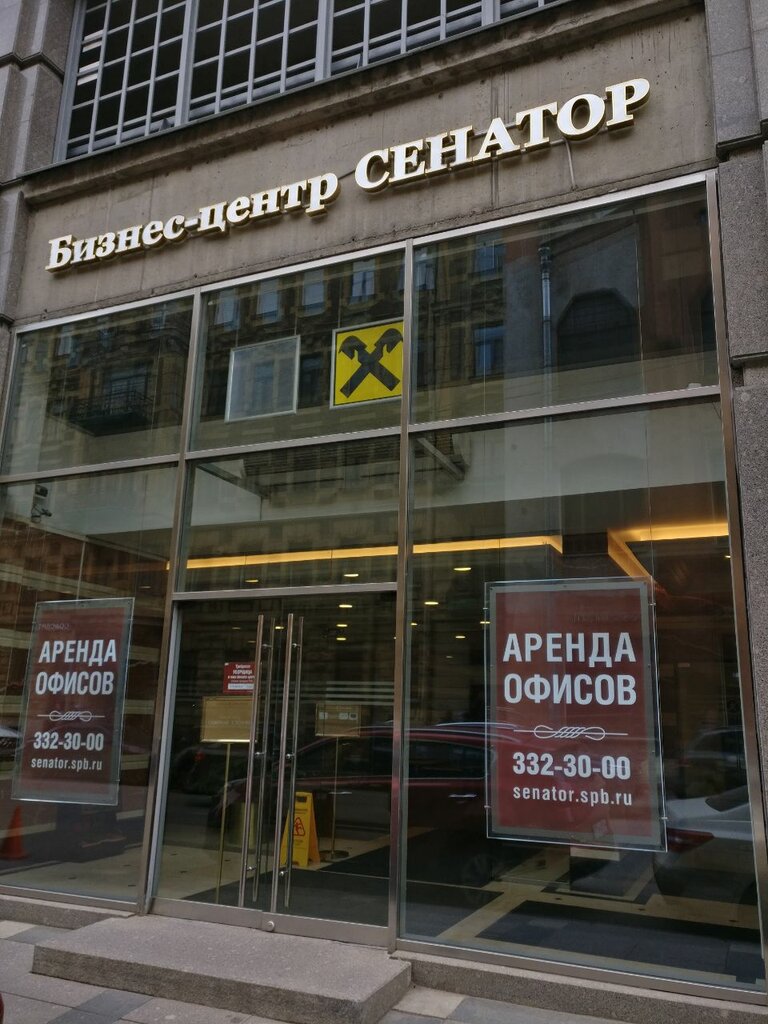 Бизнес-центр СЕНАТОР
АРЕНДА
ОФИСОВ
332-30-00
senator.spb.ru
АРЕНДА
ОФИСОВ
332-30-00
senator.spb.ru